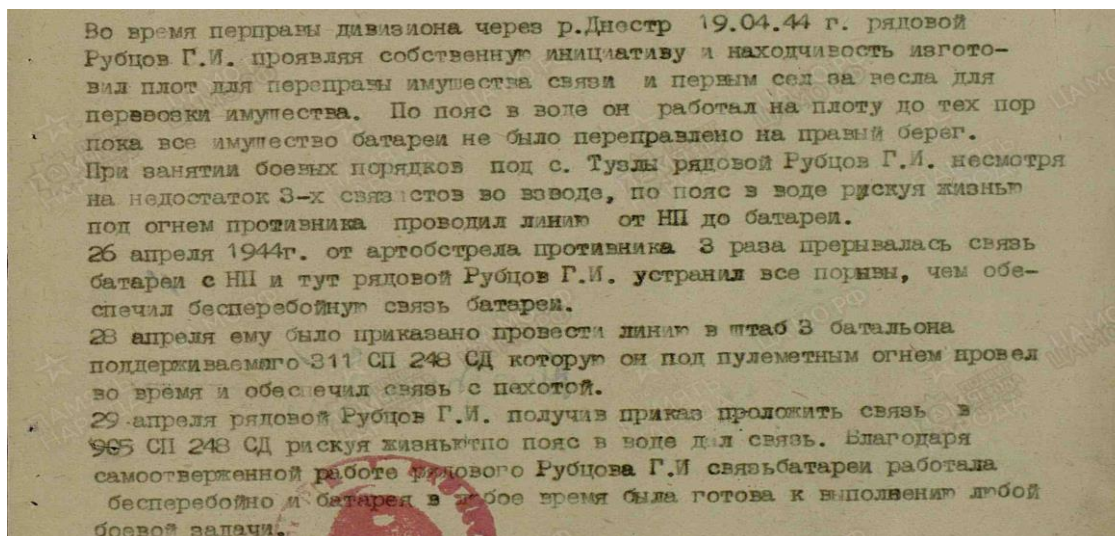 Во время перправы дивизиона через р.Днестр 19.04.44 г. рядовой
Рубцов Г.И. проявляя собственную инициативу и находчивость изгото-
вил плот для переправы имущества связи и первым сел за весла для
перевозки имущества. По пояс в воде он работал на плоту до тех пор
пока все имущество батареи не было переправлено на правый берег.
При занятии боевых порядков под с. Тузлы рядовой Рубцов Г.И. несмотря
на недостаток 3-х связистов во взводе, по пояс в воде рискуя жизнью
под огнем противника проводил линию от НП до батареи.
26 апреля 1944г. от артобстрела противника 3 раза прерывалась связь
батареи с НП и тут рядовой Рубцов Г.И. устранил все порывы, чем обе-
спечил бесперебойную связь батареи.
28 апреля ему было приказано провести линию в штаб 3 батальона
поддерживаемого 311 СП 248 СД которую он под пулеметным огнем провел
во время и обеспечил связь с пехотой.
29 апреля рядовой Рубцов Г.И. получив приказ проложить связь в
905 СП 248 СД рискуя жизнью по пояс в воде дал связь. Благодаря
самоотверженной работе рядового Рубцова Г.И связьбатареи работала
бесперебойно и батарея в любое время была готова к выполнению любой
боевой задачи.